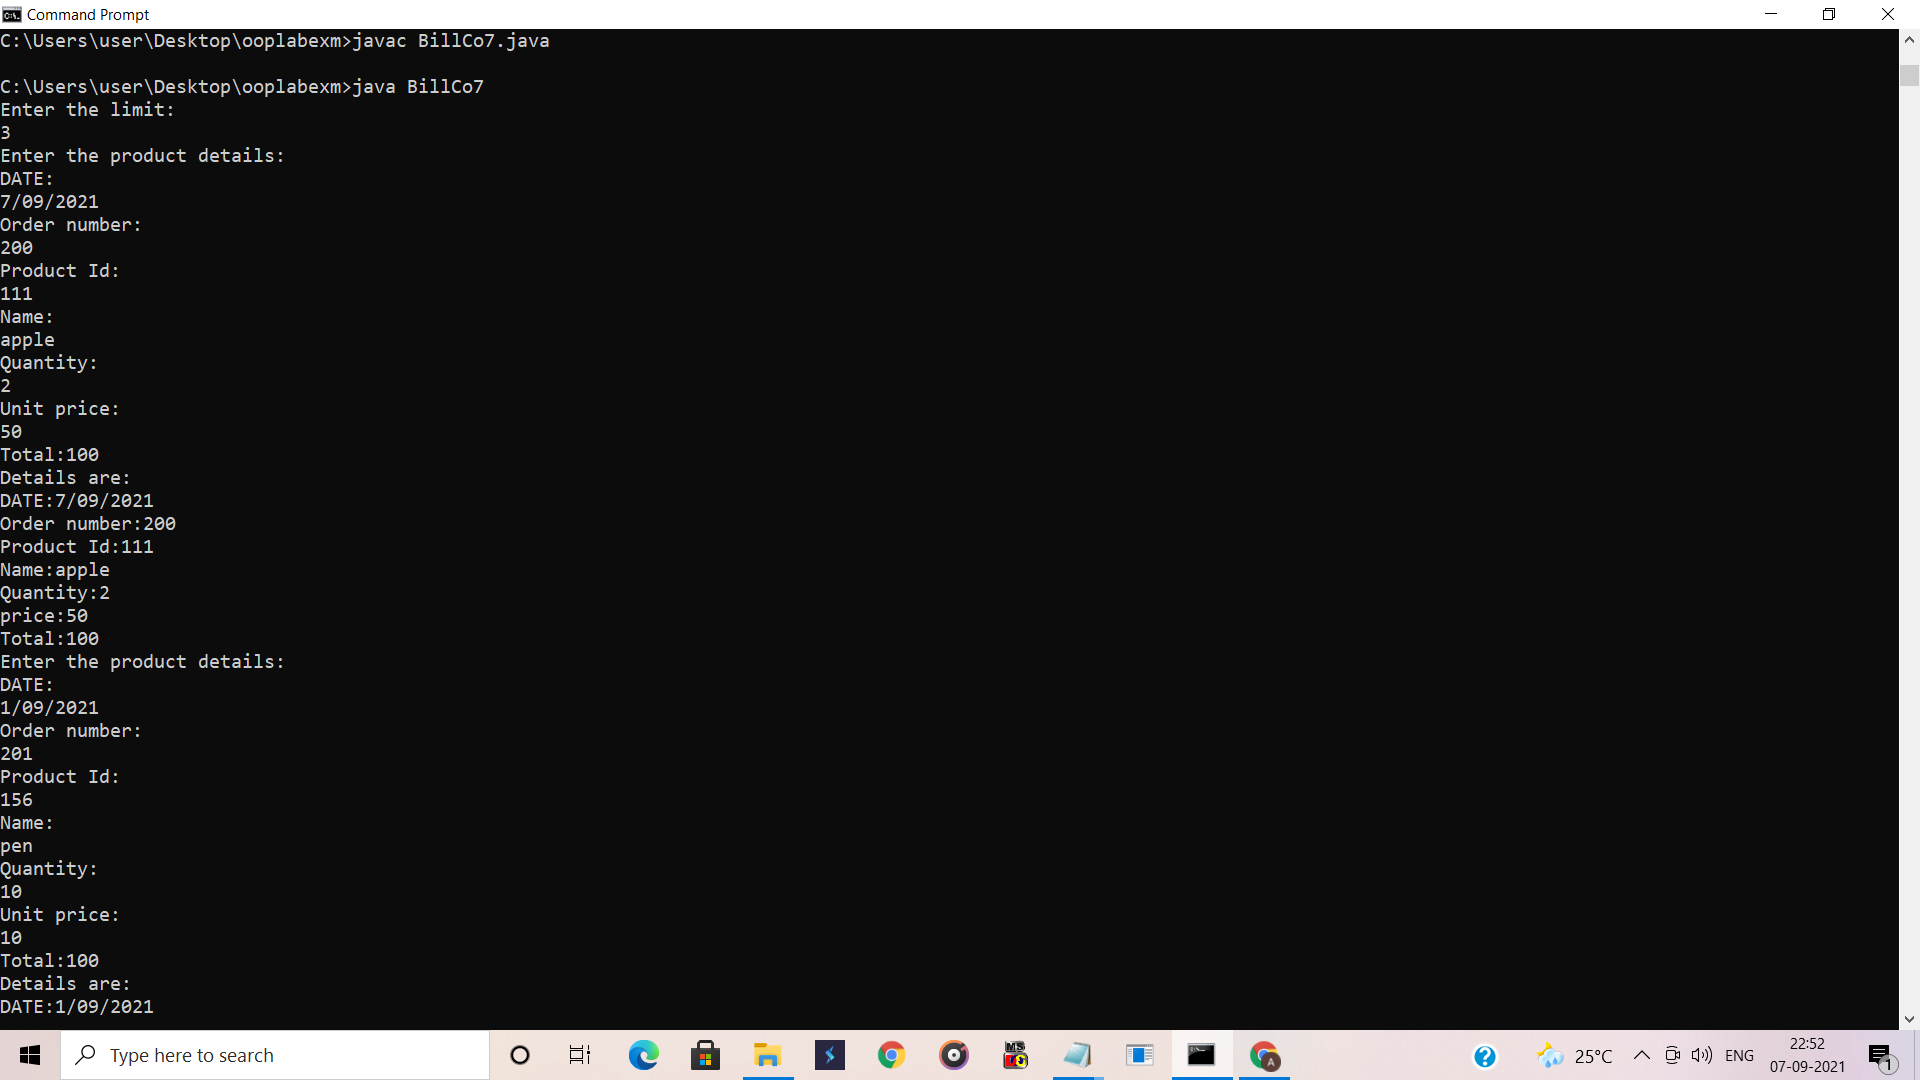 Command Prompt
C:\Users\user\Desktop\ooplabexm>javac BillCo7.java
C:\Users\user\Desktop\ooplabexm>java BillCo7
Enter the limit:
3
Enter the product details:
DATE:
7/09/2021
Order number:
200
Product Id:
111
Name:
apple
Quantity:
2
Unit price:
50
Total:100
Details are:
DATE:7/09/2021
Order number:200
Product Id:111
Name:apple
Quantity:2
price:50
Total:100
Enter the product details:
DATE:
1/09/2021
Order number:
201
Product Id:
156
Name:
pen
Quantity:
10
Unit price:
10
Total:100
Details are:
DATE:1/09/2021
Type here to search
MS
A
?
25°C
ENG
22:52
07-09-2021
1